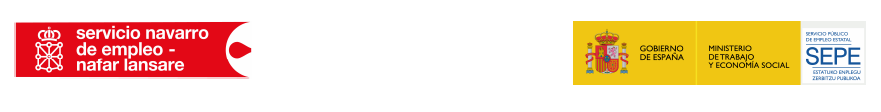 servicio navarro
de empleo -
nafar lansare
GOBIERNO
DE ESPAÑA
MINISTERIO
DE TRABAJO
Y ECONOMÍA SOCIAL
SERVICIO PÚBLICO
DE EMPLEO ESTATAL
SEPE
ESTATUKO ENPLEGU
ZERBITZU PUBLIKOA